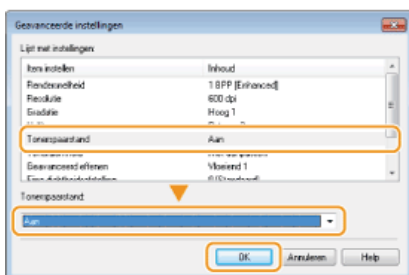 Geavanceerde instellingen
Lijst met instellingen:
Item instellen Inhoud
Rendersnelheid 1 BPP [Enhanced]
Resolutie 600 dpi
Gradatie Hoog 1
Tonerspaarstand Aan
Geavanceerd effenen Vloeiend 1
Tonerspaarstand:
Aan
OK Annuleren Help